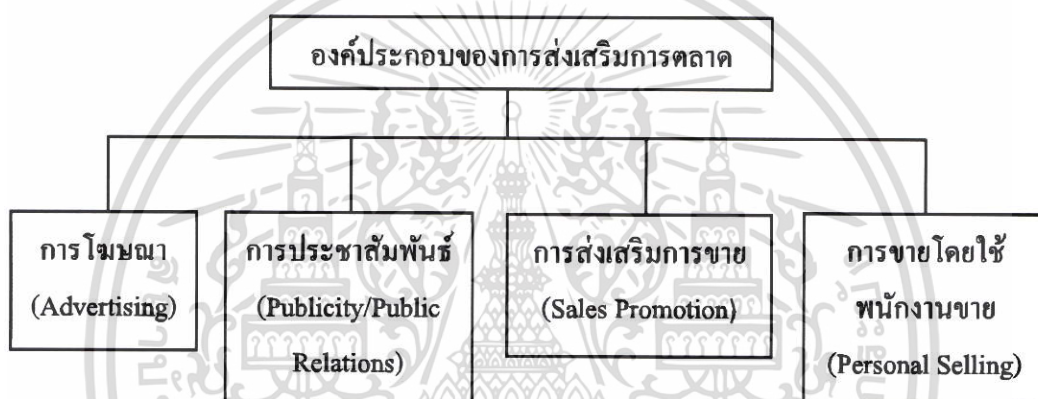 องค์ประกอบของการส่งเสริมการตลาด
การโฆษณา
(Advertising)
การประชาสัมพันธ์
(Publicity/Public
Relations)
การส่งเสริมการขาย
(Sales Promotion)
การขายโดยใช้
พนักงานขาย
(Personal Selling)